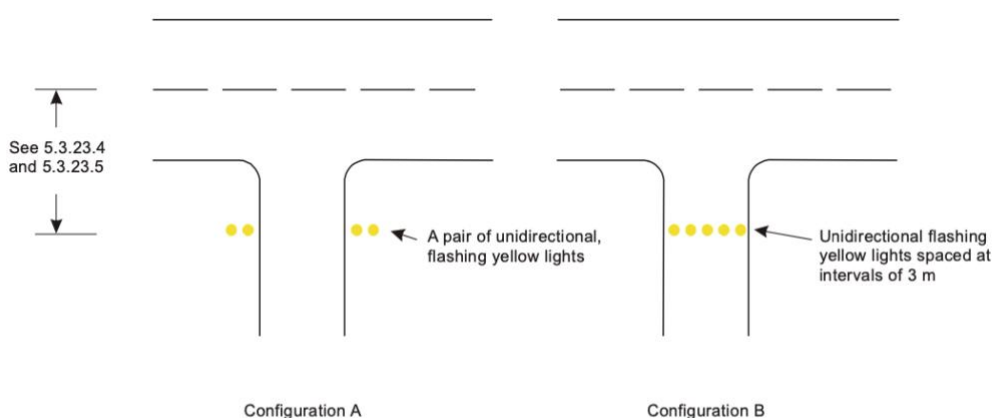 See 5.3.23.4
and 5.3.23.5
A pair of unidirectional,
flashing yellow lights
Unidirectional flashing
yellow lights spaced at
intervals of 3 m
Configuration A
Configuration B